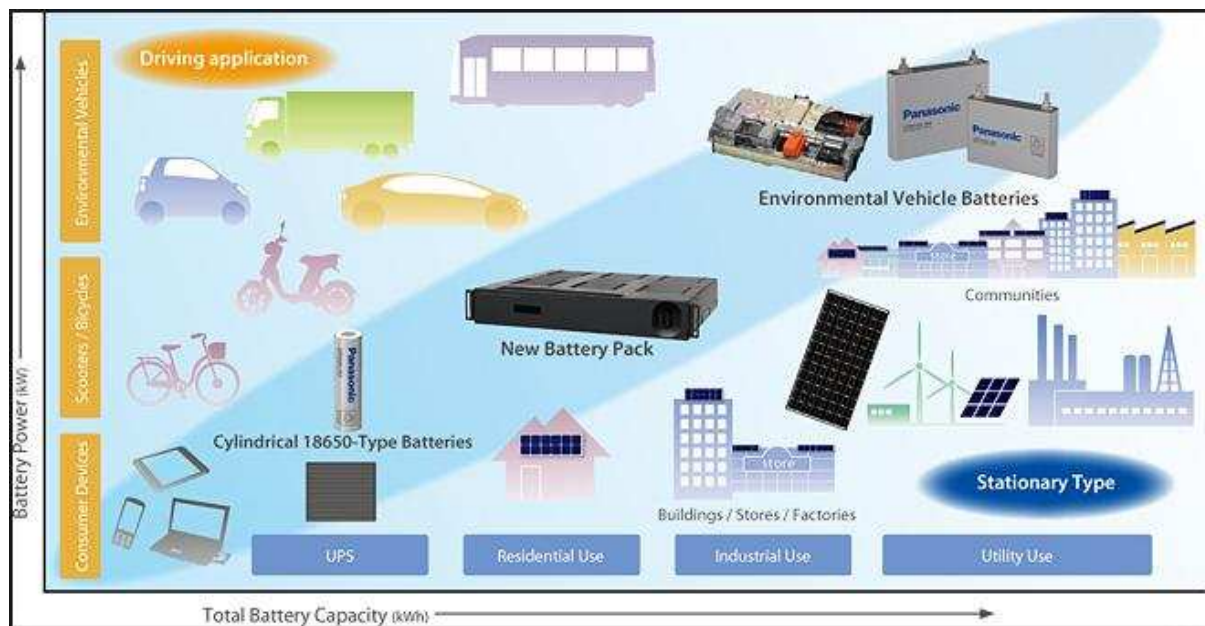 Driving application
Environmental Vehicles
Panasonic
Panasonic
Environmental Vehicle Batteries
store
Communities
Scooters / Bicycles
New Battery Pack
Panasonic
Cylindrical 18650-Type Batteries
Battery Power (kW)
Consumer Devices
store
Stationary Type
Buildings / Stores / Factories
UPS
Residential Use
Industrial Use
Utility Use
Total Battery Capacity (kWh)